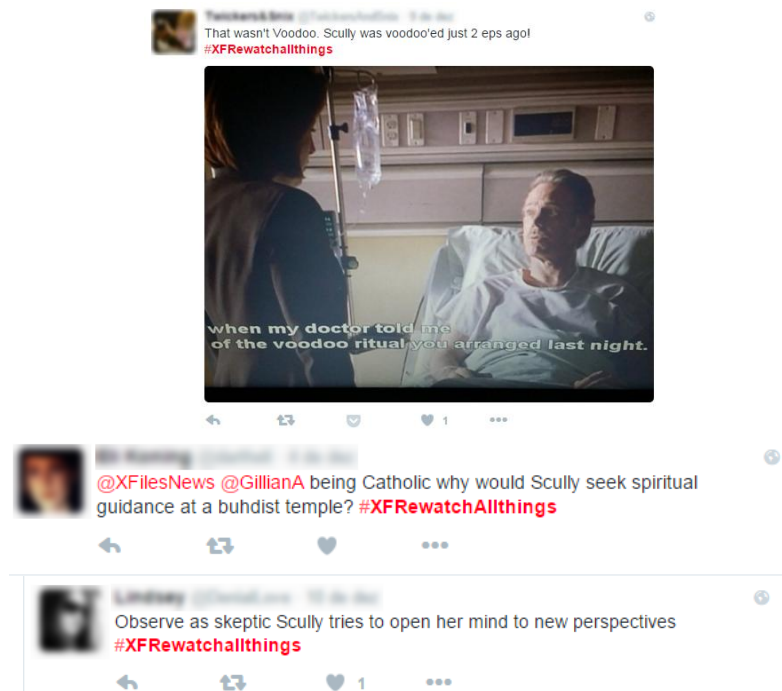 That wasn't Voodoo. Scully was voodoo'ed just 2 eps ago!
#XFRewatchallthings
when my doctor told me
of the voodoo ritual you arranged last night.
1
@XFilesNews @GillianA being Catholic why would Scully seek spiritual
guidance at a buhdist temple? #XFRewatchAllthings
Observe as skeptic Scully tries to open her mind to new perspectives
#XFRewatchallthings
1